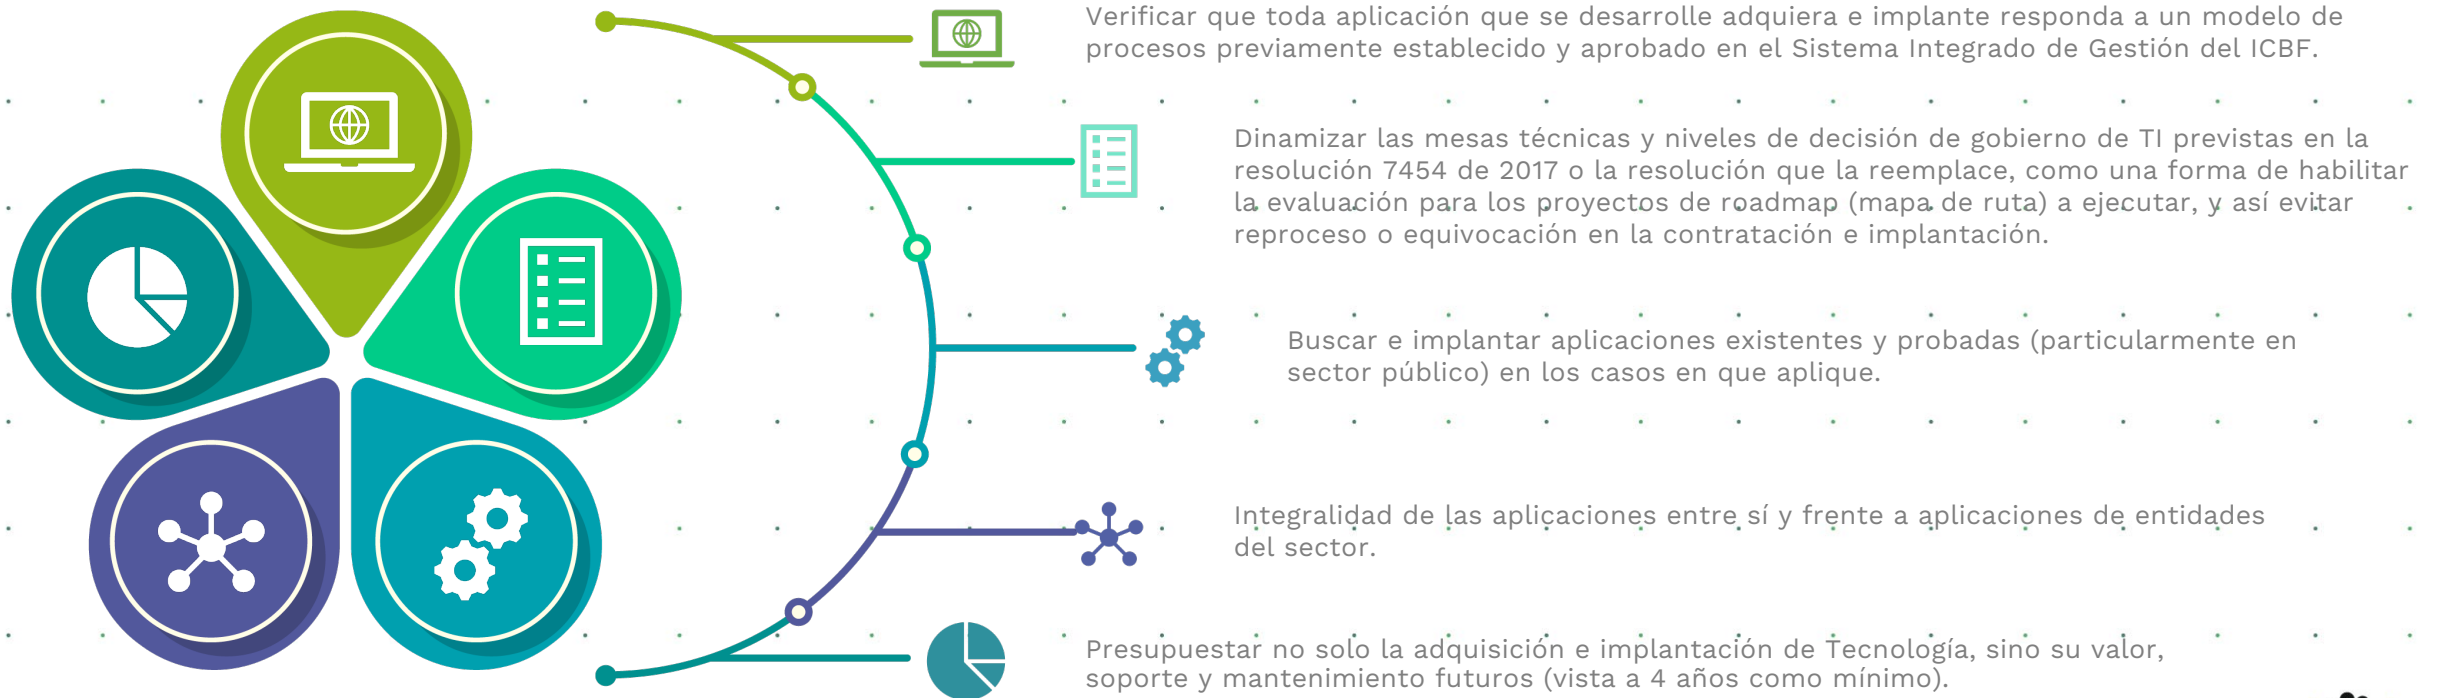 Verificar que toda aplicación que se desarrolle adquiera e implante responda a un modelo de
procesos previamente establecido y aprobado en el Sistema Integrado de Gestión del ICBF.
Dinamizar las mesas técnicas y niveles de decisión de gobierno de TI previstas en la
resolución 7454 de 2017 o la resolución que la reemplace, como una forma de habilitar
la evaluación para los proyectos de roadmap (mapa de ruta) a ejecutar, y así evitar
reproceso o equivocación en la contratación e implantación.
Buscar e implantar aplicaciones existentes y probadas (particularmente en
sector público) en los casos en que aplique.
Integralidad de las aplicaciones entre sí y frente a aplicaciones de entidades
del sector.
Presupuestar no solo la adquisición e implantación de Tecnología, sino su valor,
soporte y mantenimiento futuros (vista a 4 años como mínimo).